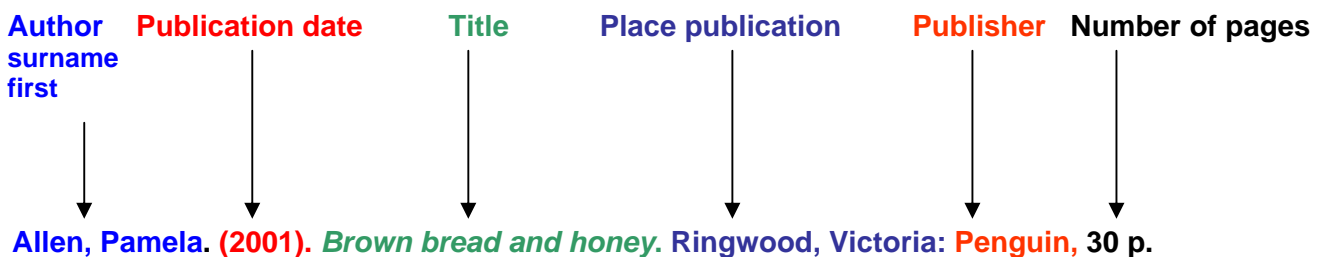 Author Publication date Title Place publication Publisher Number of pages
surname
first
Allen, Pamela. (2001). Brown bread and honey. Ringwood, Victoria: Penguin, 30 p.